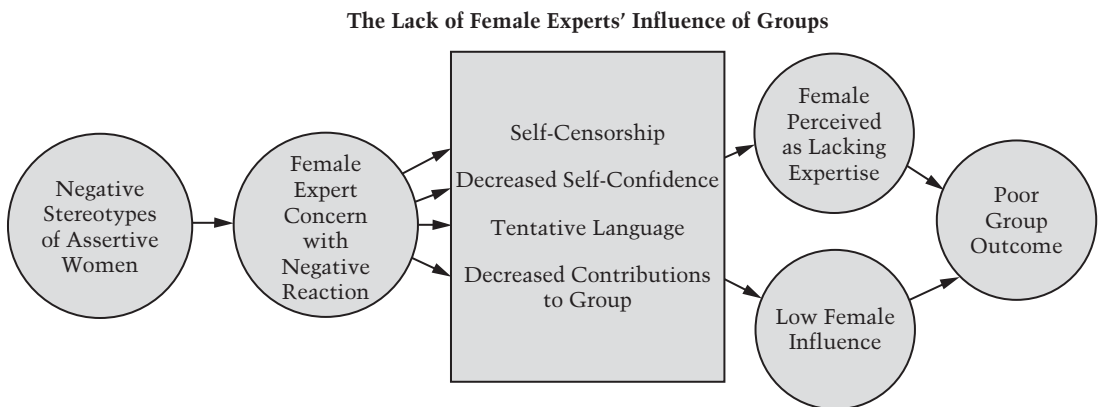 The Lack of Female Experts’ Influence of Groups
Negative
Stereotypes
of Assertive
Women
Female
Expert
Concern
with
Negative
Reaction
Self-Censorship
Decreased Self-Confidence
Tentative Language
Decreased Contributions
to Group
Female
Perceived
as Lacking
Expertise
Low Female
Influence
Poor
Group
Outcome